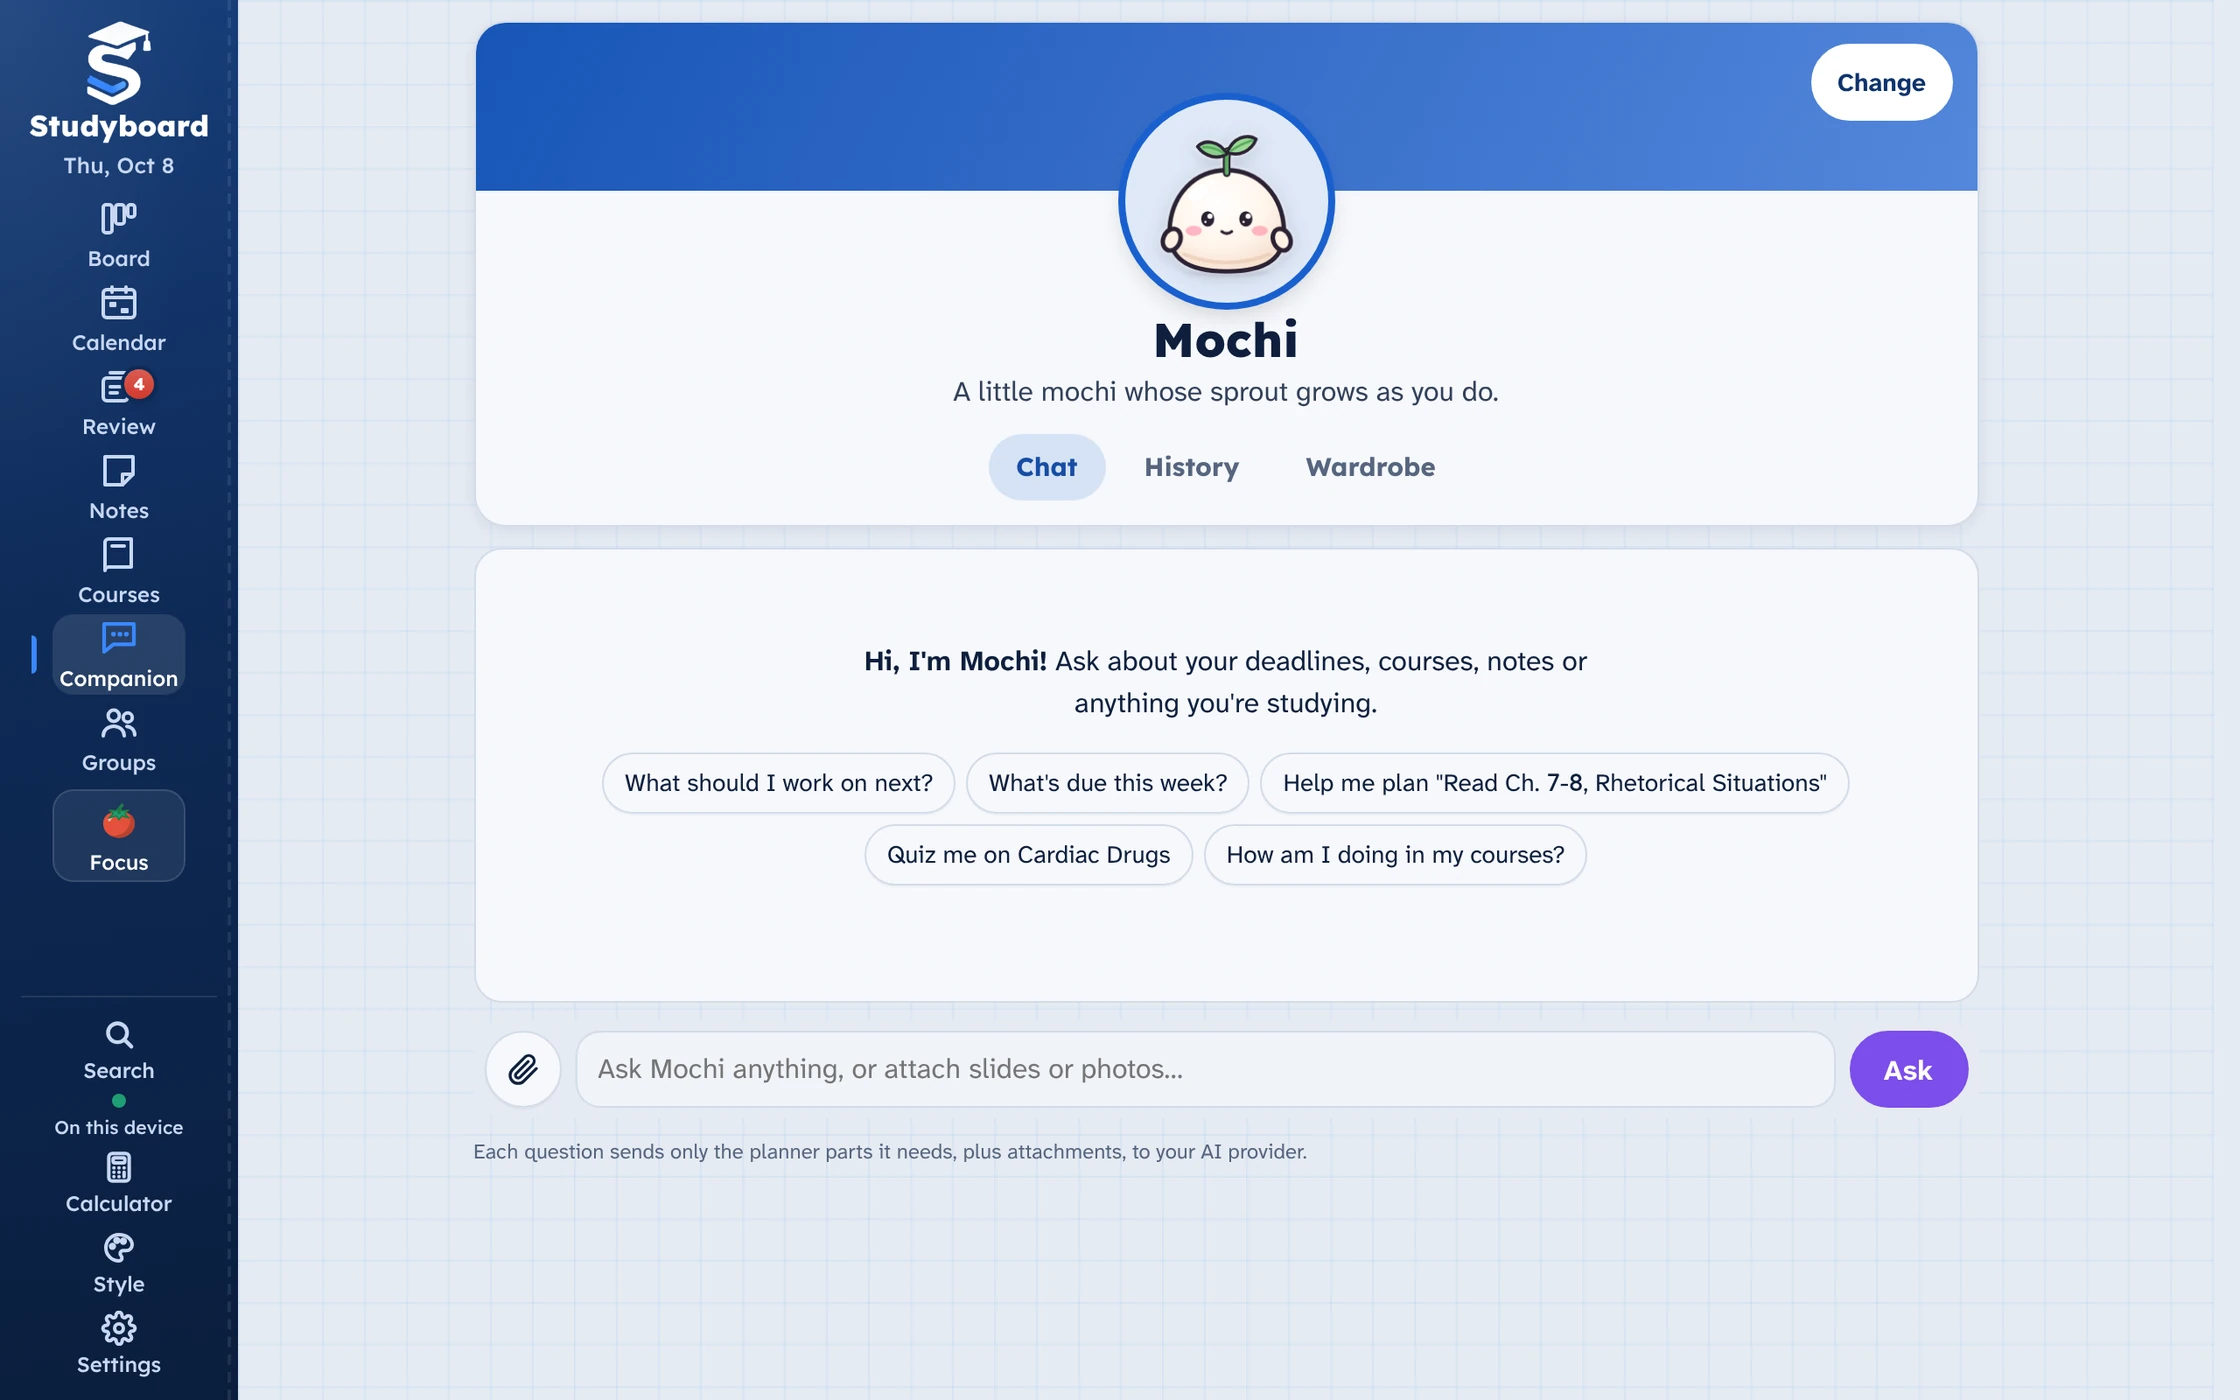 Studyboard
Thu, Oct 8
Board
Calendar
4
Review
Notes
Courses
Companion
Groups
Focus
Search
On this device
Calculator
Style
Settings
Change
Mochi
A little mochi whose sprout grows as you do.
Chat
History
Wardrobe
Hi, I'm Mochi! Ask about your deadlines, courses, notes or
anything you're studying.
What should I work on next?
What's due this week?
Help me plan "Read Ch. 7-8, Rhetorical Situations"
Quiz me on Cardiac Drugs
How am I doing in my courses?
Ask Mochi anything, or attach slides or photos...
Ask
Each question sends only the planner parts it needs, plus attachments, to your AI provider.